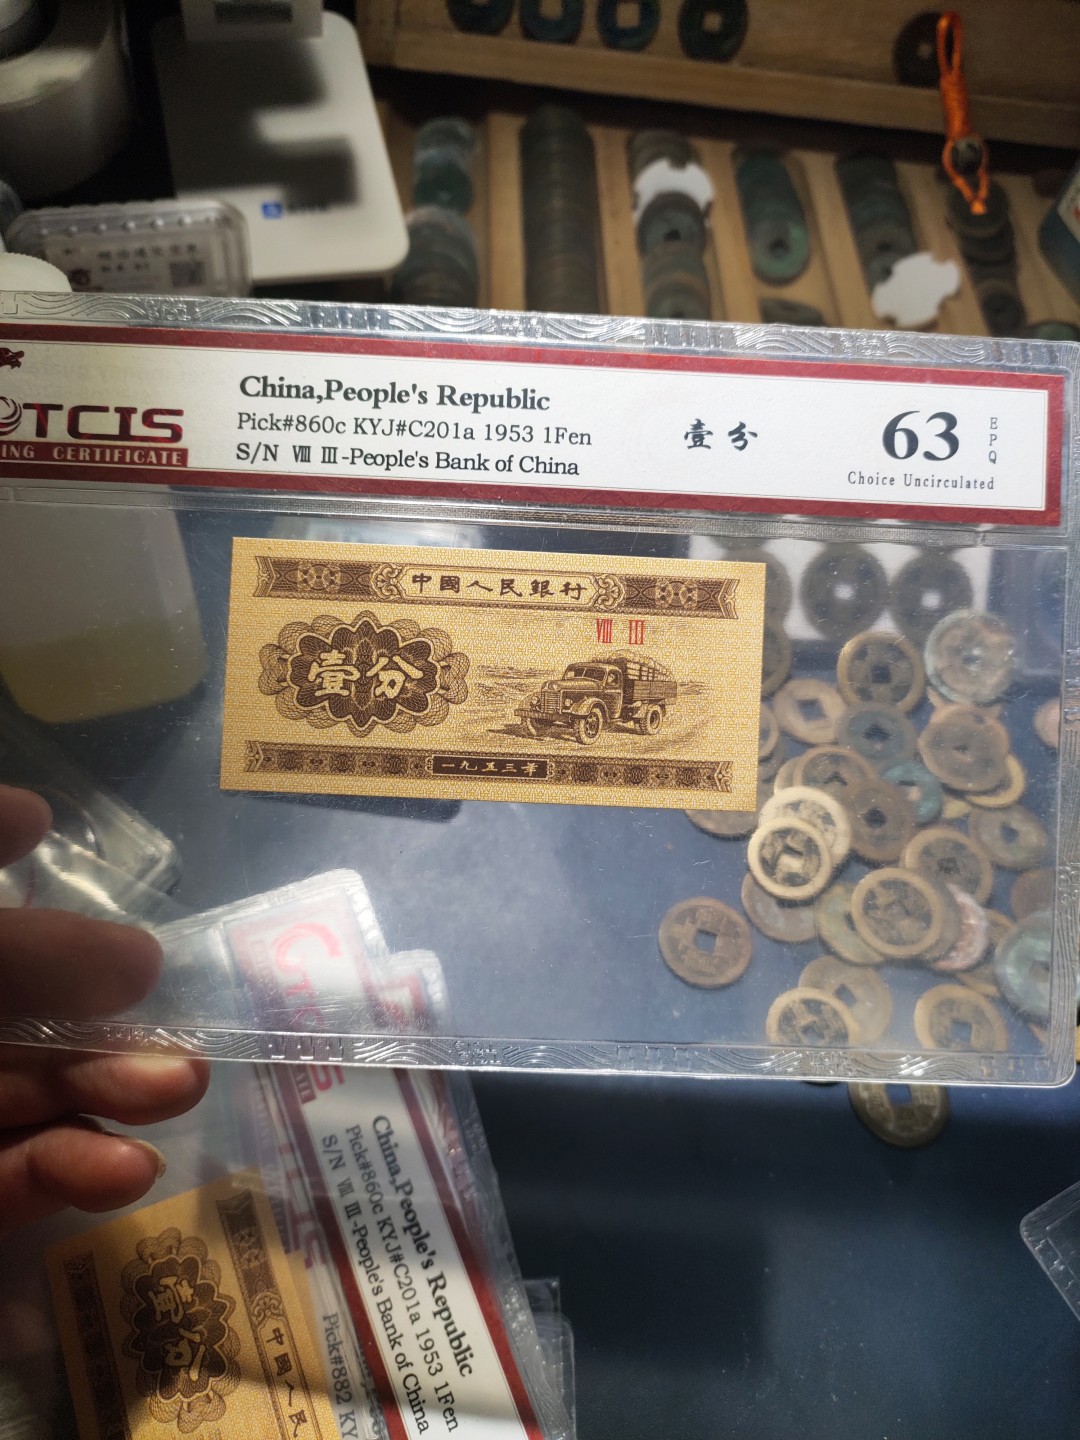 TCIS
ING CERTIFICATE
China,People's Republic
Pick#860c KYJ#C201a 1953 1Fen
S/N Ⅷ Ⅲ-People's Bank of China
壹分
63
EPQ
Choice Uncirculated
中國人民銀行
Ⅷ Ⅲ
壹分
一九五三年
China,People's Republic
Pick#860c KYJ#C201a 1953 1Fen
S/N Ⅷ Ⅲ-People's Bank of China
Pick#882 KY
中國人民
壹分